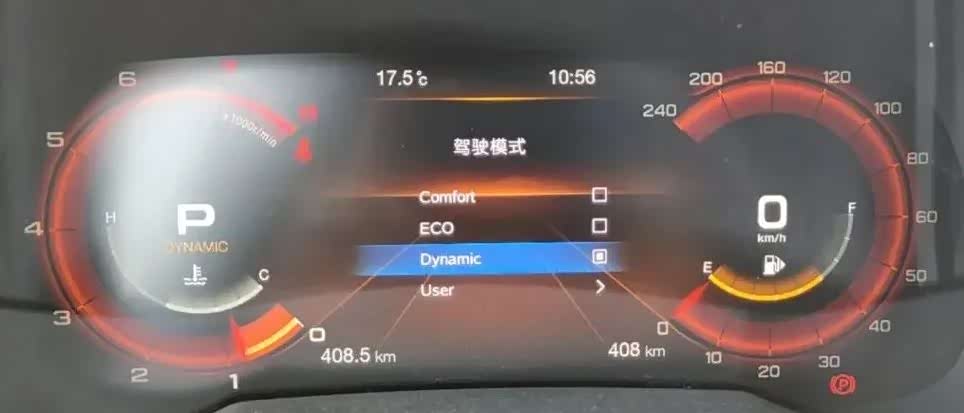 17.5℃ 10:56
驾驶模式
Comfort
ECO
Dynamic
User >
6
5
4
3
2
1
0
x1000r/min
H
P
DYNAMIC
C
408.5 km
240
200
160
120
100
80
60
50
40
30
20
10
0
0
km/h
F
E
408 km
P